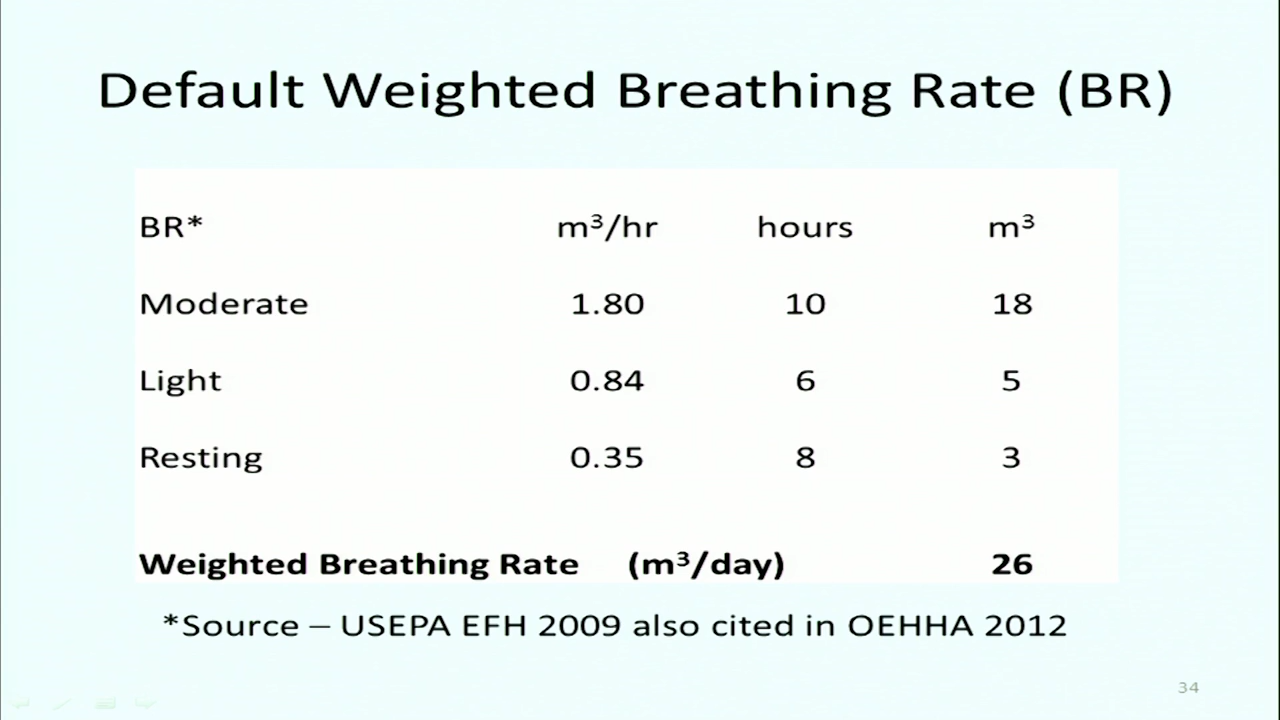 Default Weighted Breathing Rate (BR)
BR* m³/hr hours m³
Moderate 1.80 10 18
Light 0.84 6 5
Resting 0.35 8 3
Weighted Breathing Rate (m³/day) 26
*Source – USEPA EFH 2009 also cited in OEHHA 2012
34